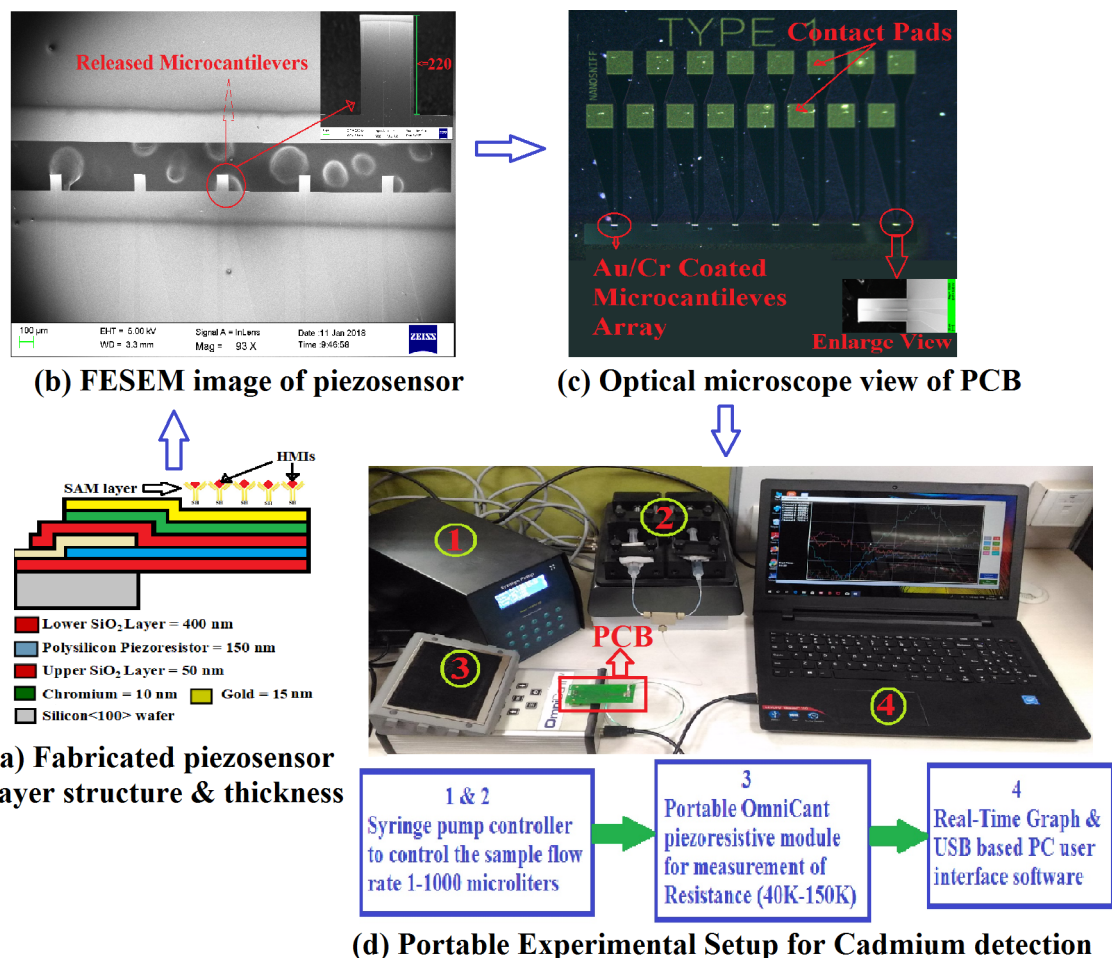 Released Microcantilevers
⇐220
100 µm
EHT = 5.00 kV
WD = 3.3 mm
Signal A = InLens
Mag = 93 X
Date :11 Jan 2018
Time :9:46:58
ZEISS
(b) FESEM image of piezosensor
TYPE 1
Contact Pads
NANOSNIFF
Au/Cr Coated
Microcantileves
Array
Enlarge View
(c) Optical microscope view of PCB
HMIs
SAM layer
Lower SiO₂ Layer = 400 nm
Polysilicon Piezoresistor = 150 nm
Upper SiO₂ Layer = 50 nm
Chromium = 10 nm
Gold = 15 nm
Silicon<100> wafer
a) Fabricated piezosensor
ayer structure & thickness
1
2
3
4
PCB
1 & 2
Syringe pump controller
to control the sample flow
rate 1-1000 microliters
3
Portable OmniCant
piezoresistive module
for measurement of
Resistance (40K-150K)
4
Real-Time Graph &
USB based PC user
interface software
(d) Portable Experimental Setup for Cadmium detection